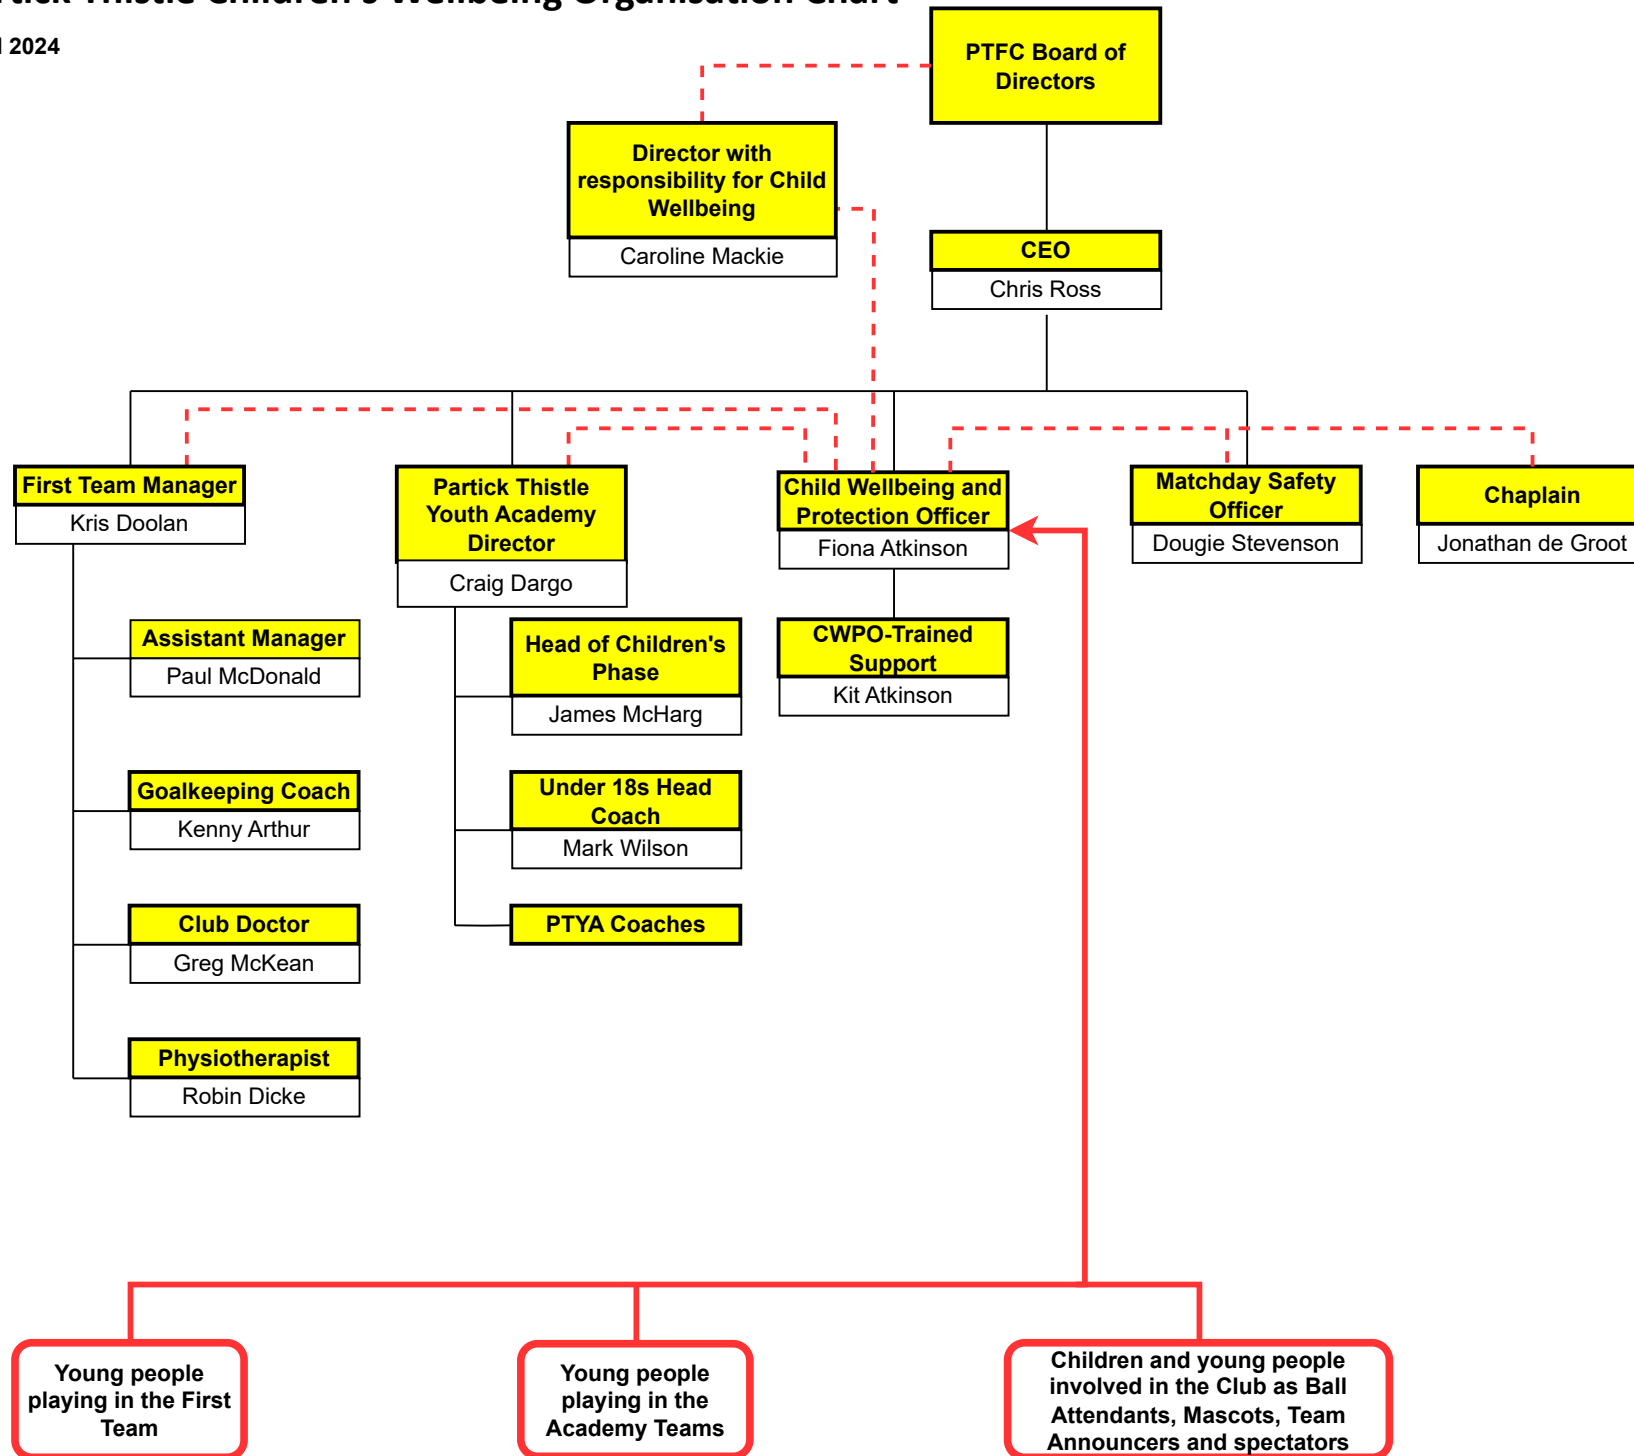 Thistle Children's Wellbeing Organisation Chart
2024
PTFC Board of
Directors
Director with
responsibility for Child
Wellbeing
Caroline Mackie
CEO
Chris Ross
First Team Manager
Kris Doolan
Partick Thistle
Youth Academy
Director
Craig Dargo
Child Wellbeing and
Protection Officer
Fiona Atkinson
Matchday Safety
Officer
Dougie Stevenson
Chaplain
Jonathan de Groot
Assistant Manager
Paul McDonald
Head of Children's
Phase
James McHarg
CWPO-Trained
Support
Kit Atkinson
Goalkeeping Coach
Kenny Arthur
Under 18s Head
Coach
Mark Wilson
Club Doctor
Greg McKean
PTYA Coaches
Physiotherapist
Robin Dicke
Young people
playing in the First
Team
Young people
playing in the
Academy Teams
Children and young people
involved in the Club as Ball
Attendants, Mascots, Team
Announcers and spectators